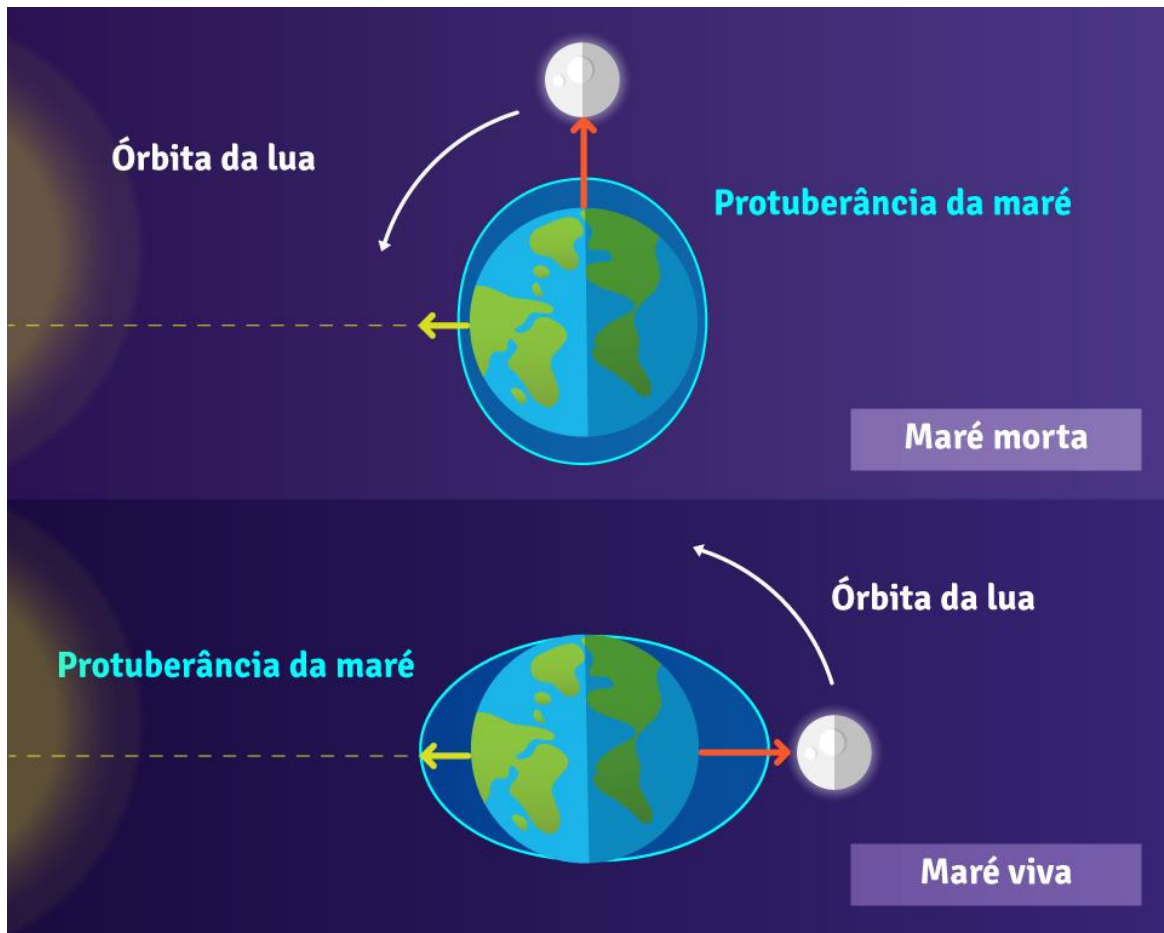 Órbita da lua
Protuberância da maré
Maré morta
Órbita da lua
Protuberância da maré
Maré viva